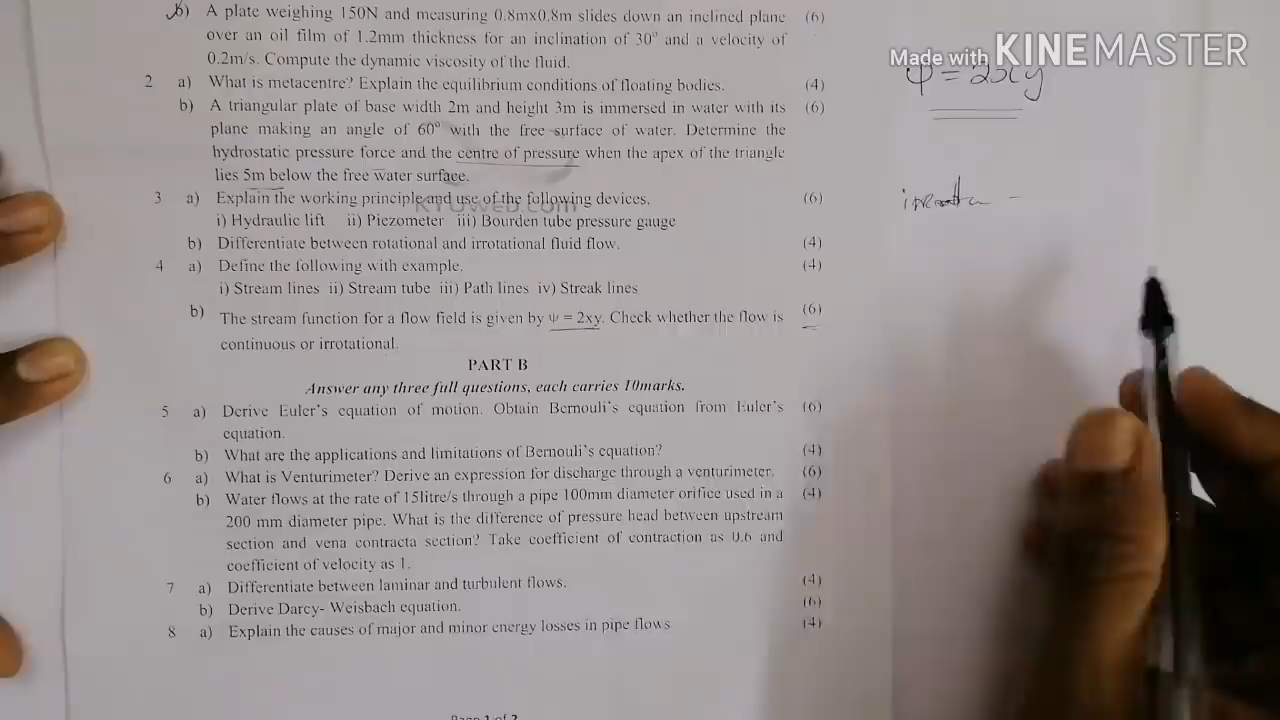 b) A plate weighing 150N and measuring 0.8mx0.8m slides down an inclined plane (6)
over an oil film of 1.2mm thickness for an inclination of 30° and a velocity of
0.2m/s. Compute the dynamic viscosity of the fluid.
Made with KINEMASTER
ψ = 2xy
2 a) What is metacentre? Explain the equilibrium conditions of floating bodies. (4)
b) A triangular plate of base width 2m and height 3m is immersed in water with its (6)
plane making an angle of 60° with the free surface of water. Determine the
hydrostatic pressure force and the centre of pressure when the apex of the triangle
lies 5m below the free water surface.
3 a) Explain the working principle and use of the following devices. (6)
KTUweb.com
i) Hydraulic lift ii) Piezometer iii) Bourden tube pressure gauge
b) Differentiate between rotational and irrotational fluid flow. (4)
4 a) Define the following with example. (4)
i) Stream lines ii) Stream tube iii) Path lines iv) Streak lines
b) The stream function for a flow field is given by ψ = 2xy. Check whether the flow is (6)
continuous or irrotational.
PART B
Answer any three full questions, each carries 10marks.
5 a) Derive Euler's equation of motion. Obtain Bernouli's equation from Euler's (6)
equation.
b) What are the applications and limitations of Bernouli's equation? (4)
6 a) What is Venturimeter? Derive an expression for discharge through a venturimeter. (6)
b) Water flows at the rate of 15litre/s through a pipe 100mm diameter orifice used in a (4)
200 mm diameter pipe. What is the difference of pressure head between upstream
section and vena contracta section? Take coefficient of contraction as 0.6 and
coefficient of velocity as 1.
7 a) Differentiate between laminar and turbulent flows. (4)
b) Derive Darcy- Weisbach equation. (6)
8 a) Explain the causes of major and minor energy losses in pipe flows (4)
Page 1 of 2